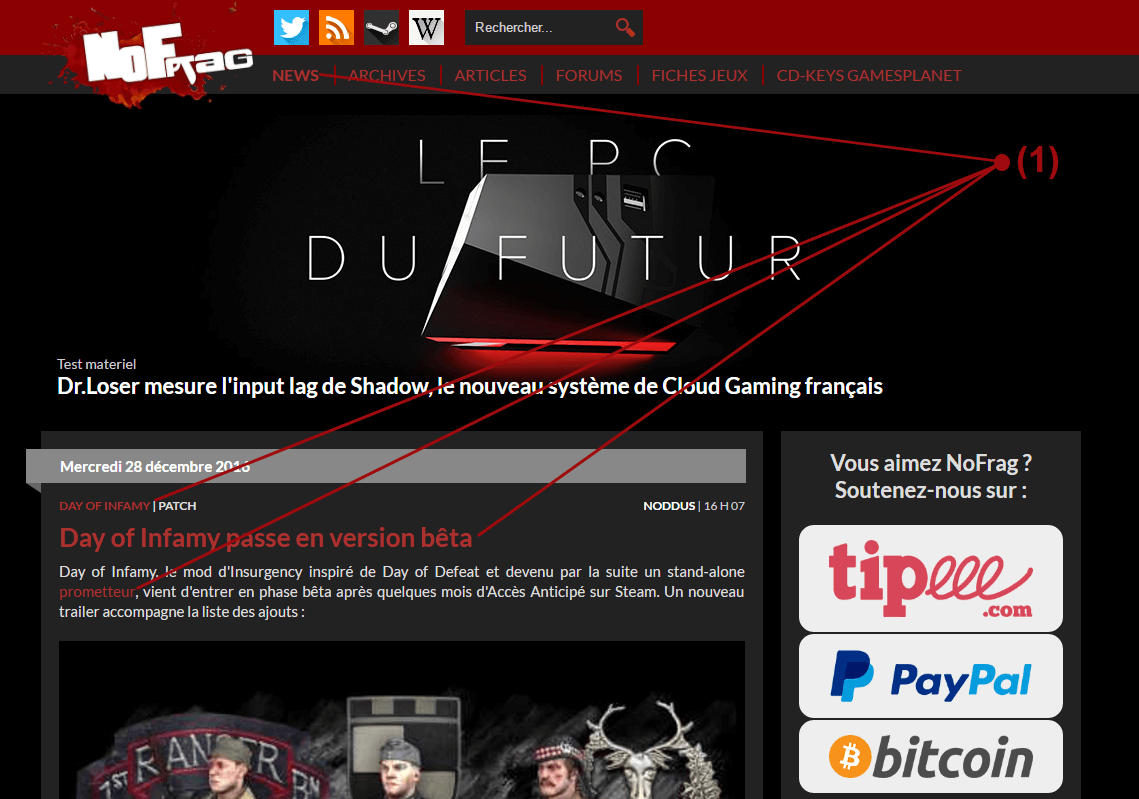 NoFrag
W
Rechercher...
NEWS
ARCHIVES
ARTICLES
FORUMS
FICHES JEUX
CD-KEYS GAMESPLANET
(1)
LE PC
DU FUTUR
Test materiel
Dr.Loser mesure l'input lag de Shadow, le nouveau système de Cloud Gaming français
Mercredi 28 décembre 2016
DAY OF INFAMY | PATCH
NODDUS | 16 H 07
Day of Infamy passe en version bêta
Day of Infamy, le mod d'Insurgency inspiré de Day of Defeat et devenu par la suite un stand-alone
prometteur, vient d'entrer en phase bêta après quelques mois d'Accès Anticipé sur Steam. Un nouveau
trailer accompagne la liste des ajouts :
1ST RANGER BN
Vous aimez NoFrag ?
Soutenez-nous sur :
tipeee
.com
PayPal
bitcoin